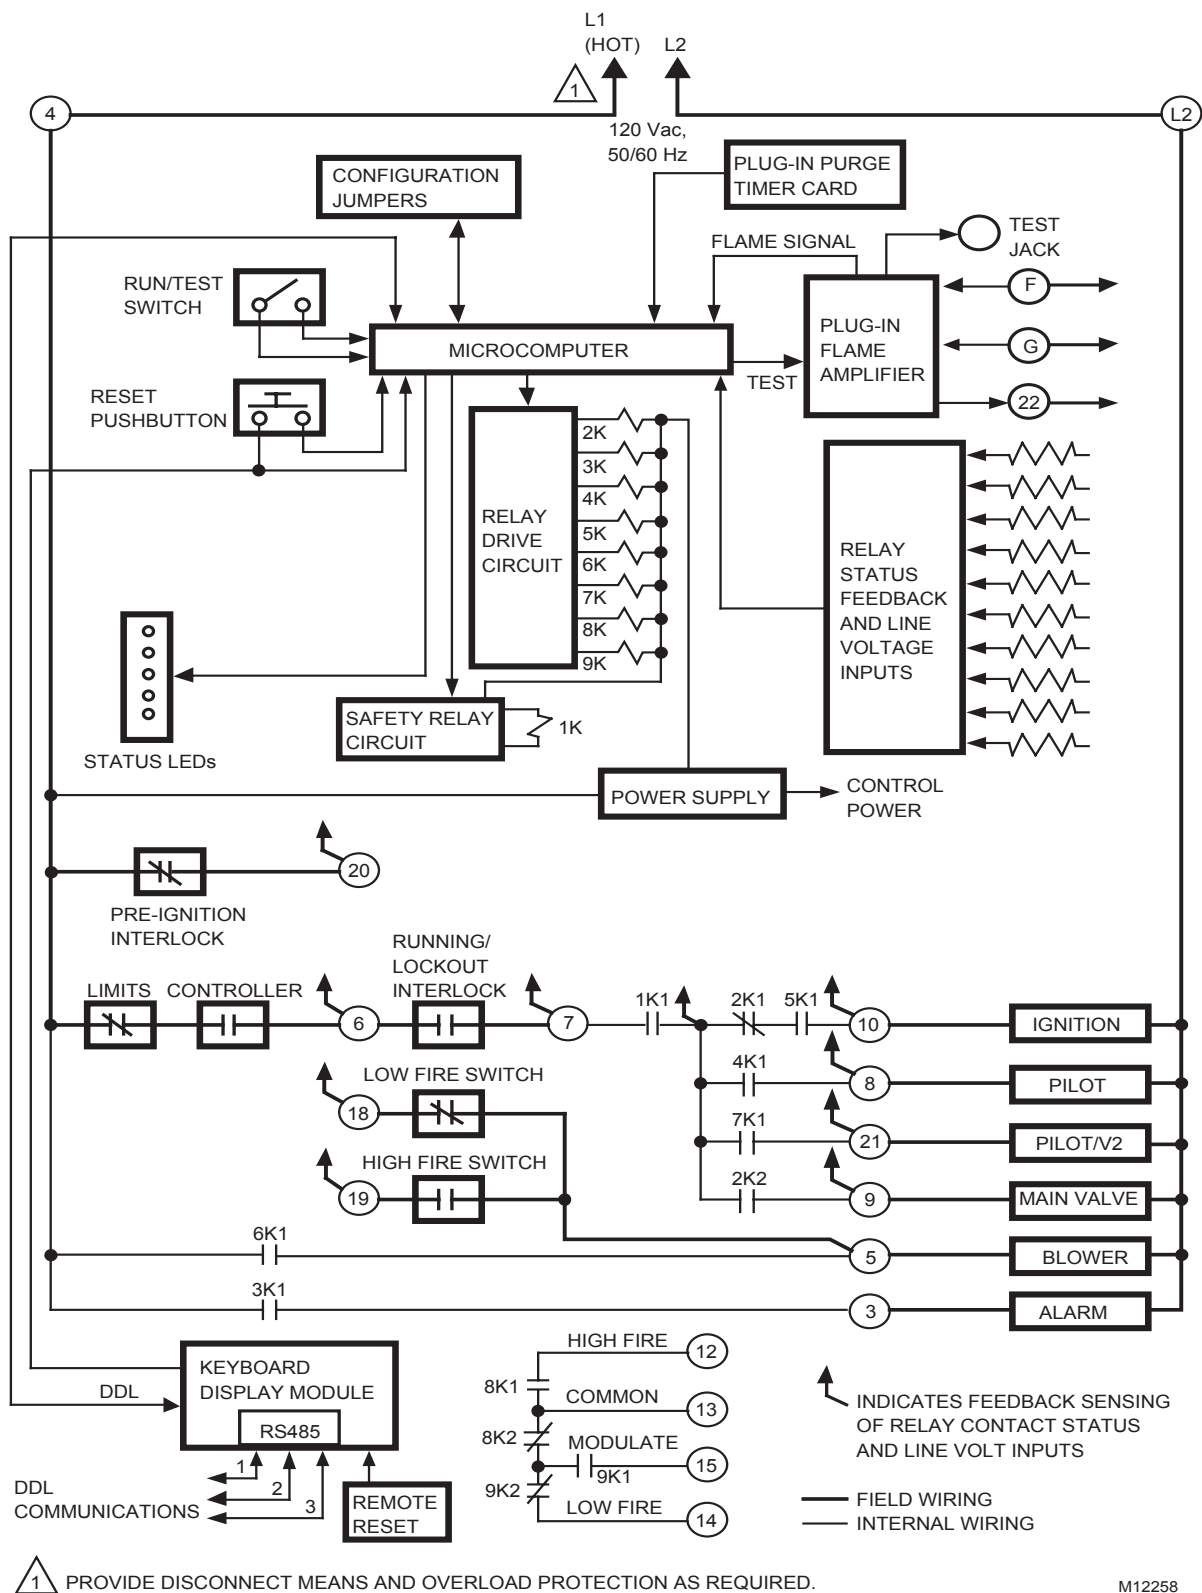 L1
(HOT)
L2
1
4
L2
120 Vac,
50/60 Hz
CONFIGURATION
JUMPERS
PLUG-IN PURGE
TIMER CARD
FLAME SIGNAL
TEST
JACK
RUN/TEST
SWITCH
F
MICROCOMPUTER
PLUG-IN
FLAME
AMPLIFIER
G
TEST
22
RESET
PUSHBUTTON
2K
3K
4K
5K
6K
7K
8K
9K
RELAY
DRIVE
CIRCUIT
RELAY
STATUS
FEEDBACK
AND LINE
VOLTAGE
INPUTS
STATUS LEDs
SAFETY RELAY
CIRCUIT
1K
POWER SUPPLY
CONTROL
POWER
20
PRE-IGNITION
INTERLOCK
LIMITS
CONTROLLER
6
RUNNING/
LOCKOUT
INTERLOCK
7
1K1
2K1
5K1
10
IGNITION
LOW FIRE SWITCH
18
4K1
8
PILOT
7K1
21
PILOT/V2
HIGH FIRE SWITCH
19
2K2
9
MAIN VALVE
6K1
5
BLOWER
3K1
3
ALARM
KEYBOARD
DISPLAY MODULE
DDL
RS485
1
2
3
DDL
COMMUNICATIONS
REMOTE
RESET
HIGH FIRE
12
8K1
COMMON
13
8K2
MODULATE
15
9K1
9K2
LOW FIRE
14
INDICATES FEEDBACK SENSING
OF RELAY CONTACT STATUS
AND LINE VOLT INPUTS
FIELD WIRING
INTERNAL WIRING
1 PROVIDE DISCONNECT MEANS AND OVERLOAD PROTECTION AS REQUIRED.
M12258